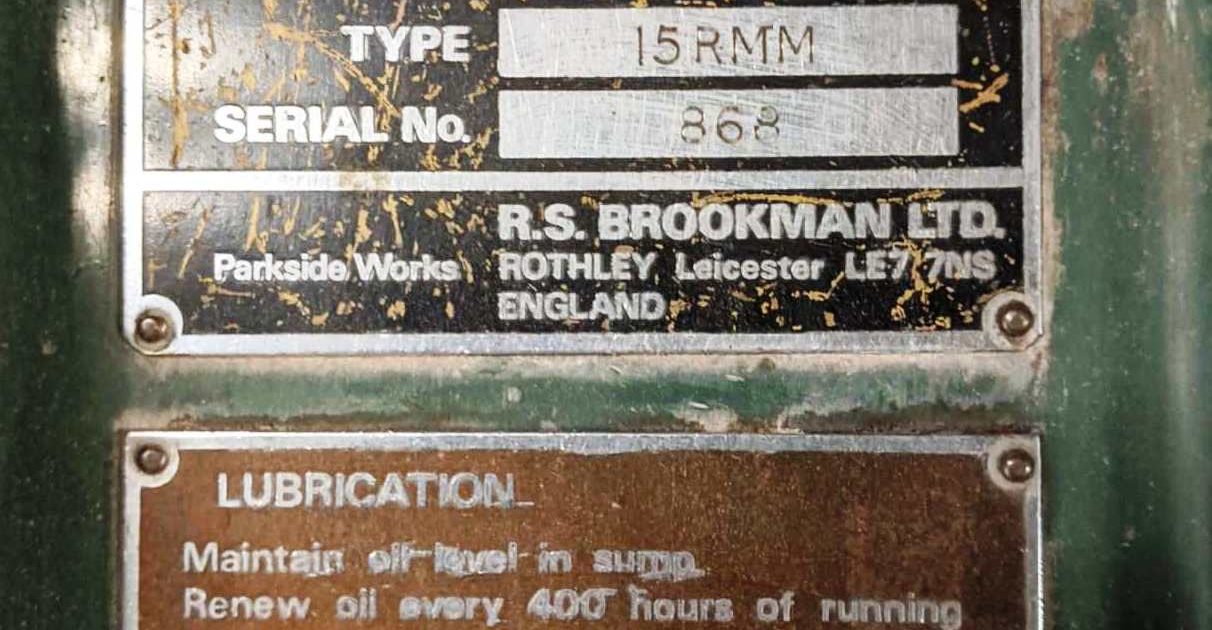 TYPE 15RMM
SERIAL No. 868
R.S. BROOKMAN LTD.
Parkside Works ROTHLEY Leicester LE7 7NS
ENGLAND
LUBRICATION
Maintain oil level in sump.
Renew oil every 400 hours of running